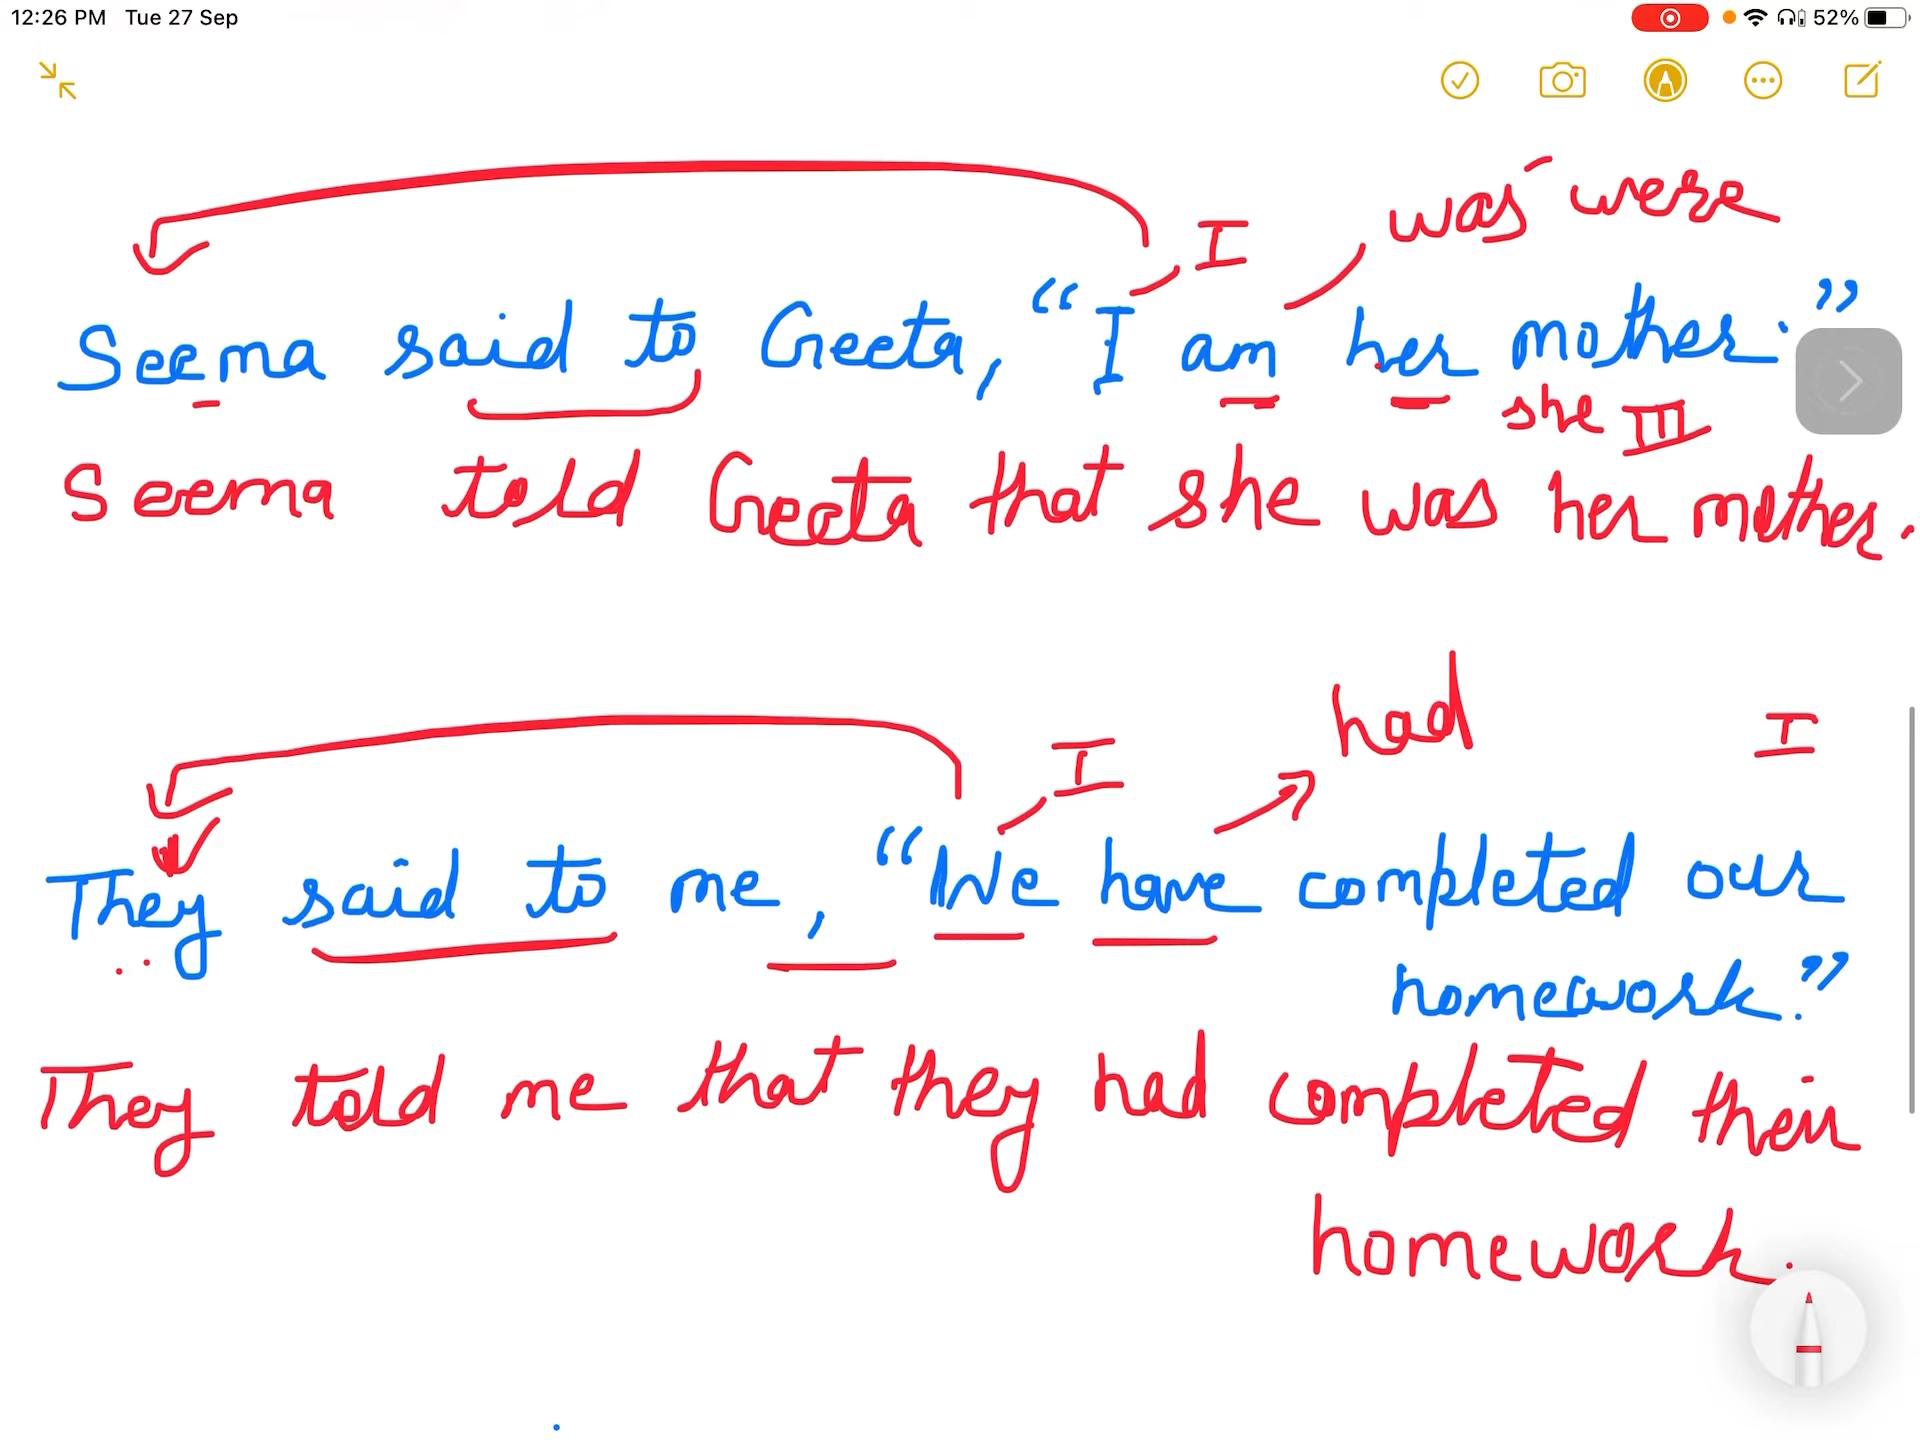 12:26 PM Tue 27 Sep 52%
I was were
Seema said to Geeta, “I am her mother.”
she III
Seema told Geeta that she was her mother.
had
I I
They said to me, “We have completed our
homework.”
They told me that they had completed their
homework.